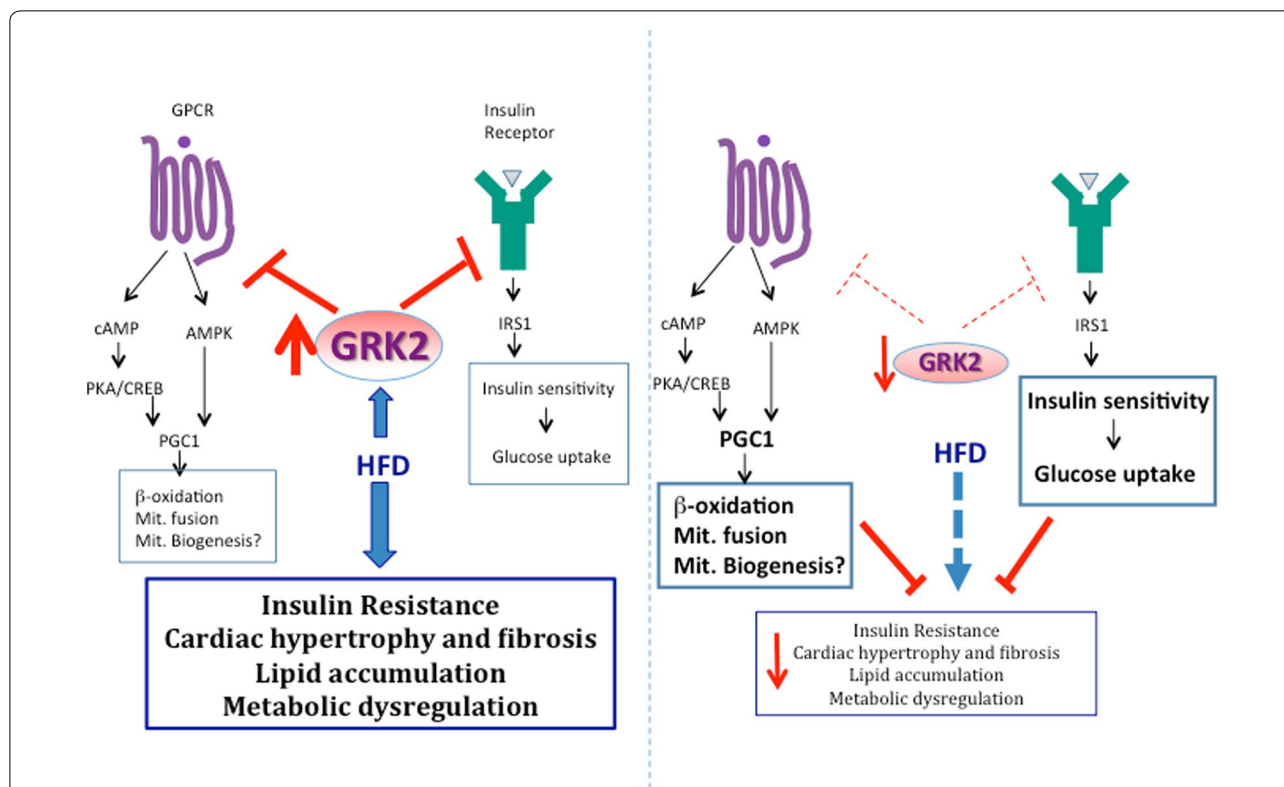 GPCR
Insulin
Receptor
cAMP
AMPK
GRK2
IRS1
PKA/CREB
PGC1
HFD
Insulin sensitivity
Glucose uptake
β-oxidation
Mit. fusion
Mit. Biogenesis?
Insulin Resistance
Cardiac hypertrophy and fibrosis
Lipid accumulation
Metabolic dysregulation
cAMP
AMPK
IRS1
GRK2
PKA/CREB
PGC1
HFD
Insulin sensitivity
Glucose uptake
β-oxidation
Mit. fusion
Mit. Biogenesis?
Insulin Resistance
Cardiac hypertrophy and fibrosis
Lipid accumulation
Metabolic dysregulation